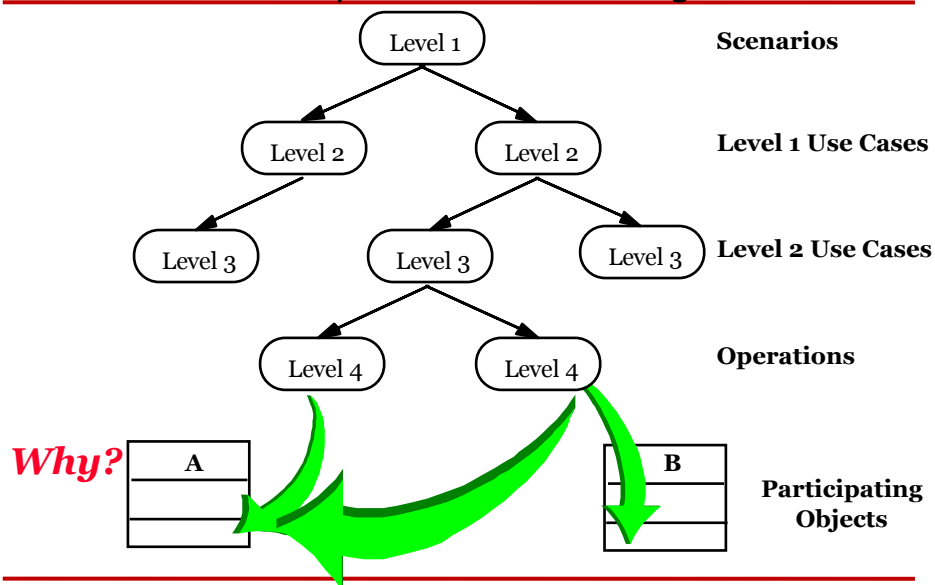 Level 1 Scenarios
Level 2 Level 2 Level 1 Use Cases
Level 3 Level 3 Level 3 Level 2 Use Cases
Level 4 Level 4 Operations
Why? A B
Participating
Objects